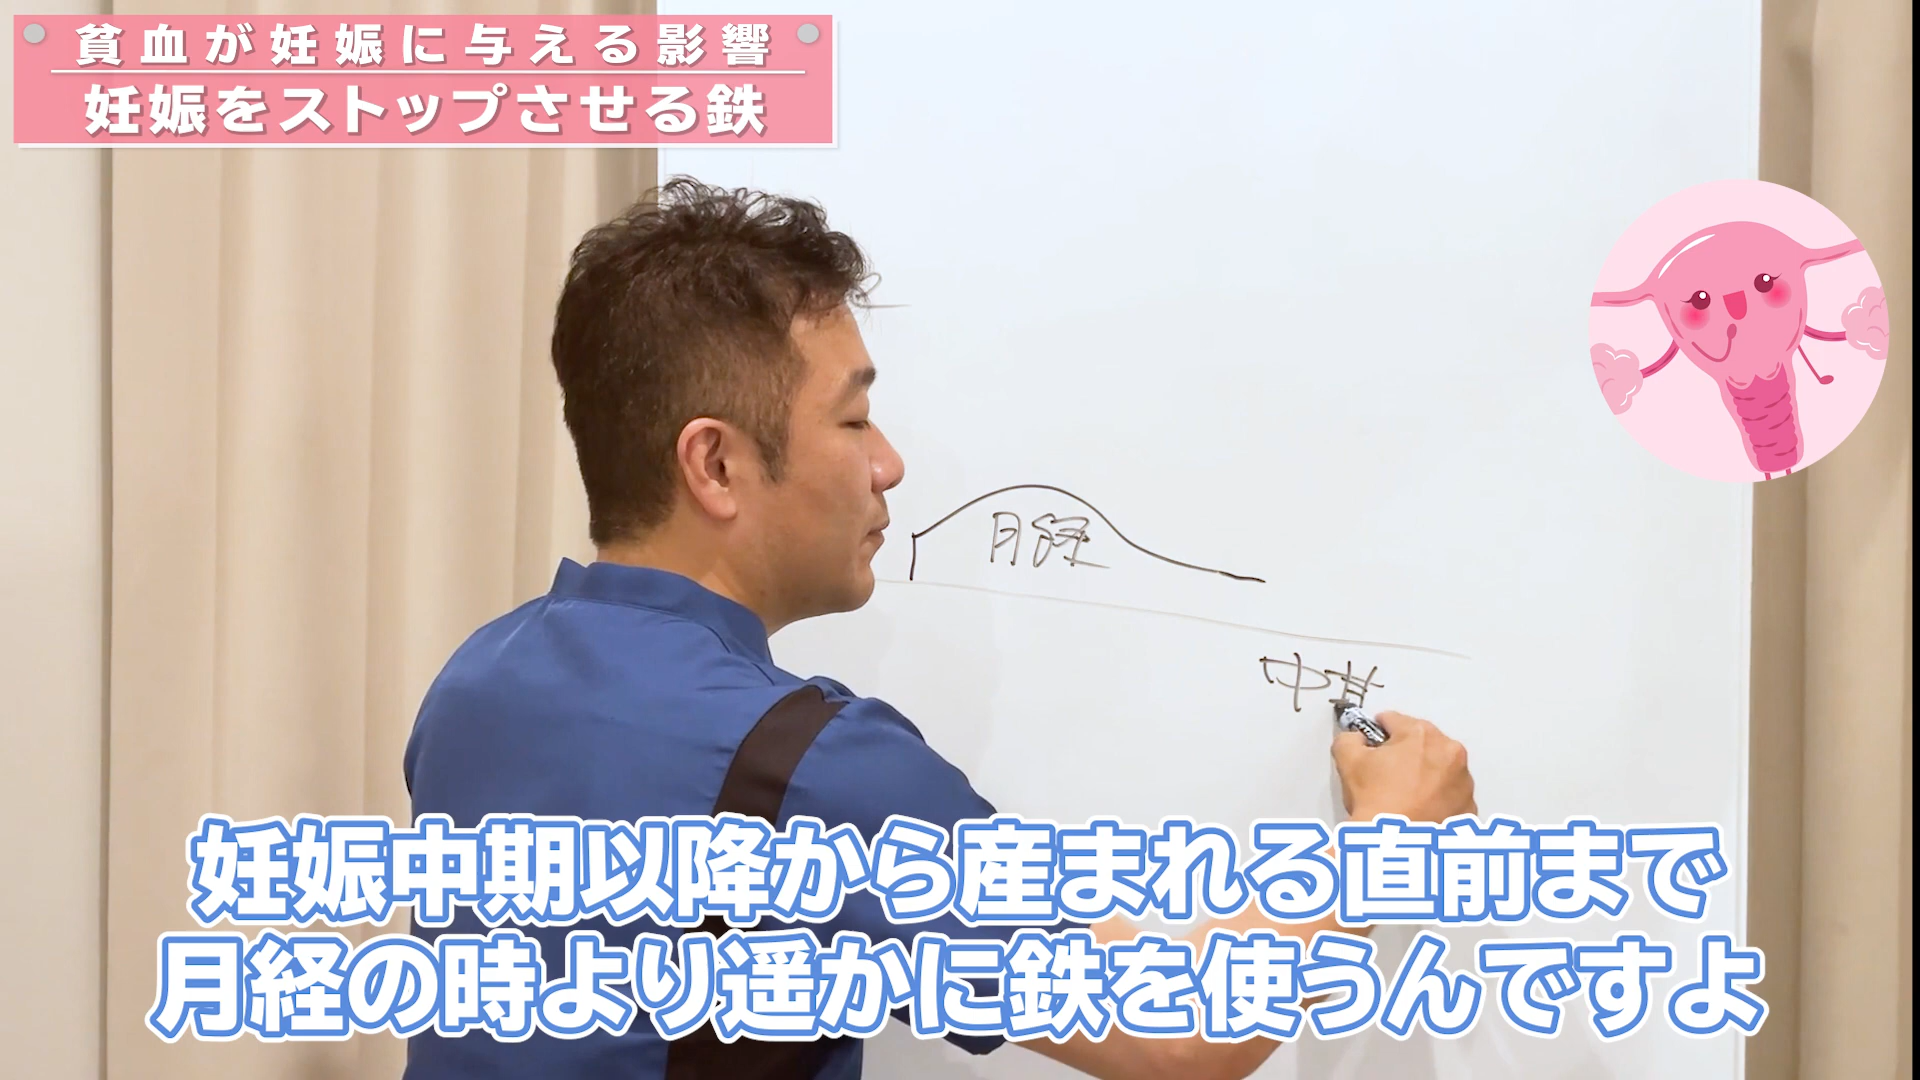 貧血が妊娠に与える影響
妊娠をストップさせる鉄
月経
中
妊娠中期以降から産まれる直前まで
月経の時より遥かに鉄を使うんですよ